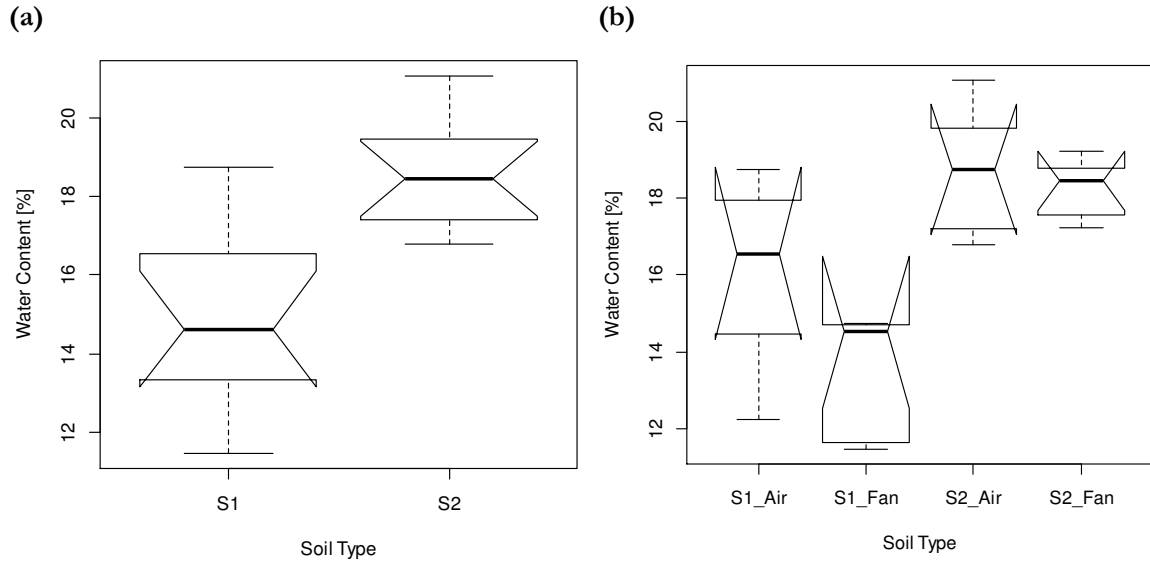 (a)
Water Content [%]
20
18
16
14
12
S1 S2
Soil Type
(b)
Water Content [%]
20
18
16
14
12
S1_Air S1_Fan S2_Air S2_Fan
Soil Type